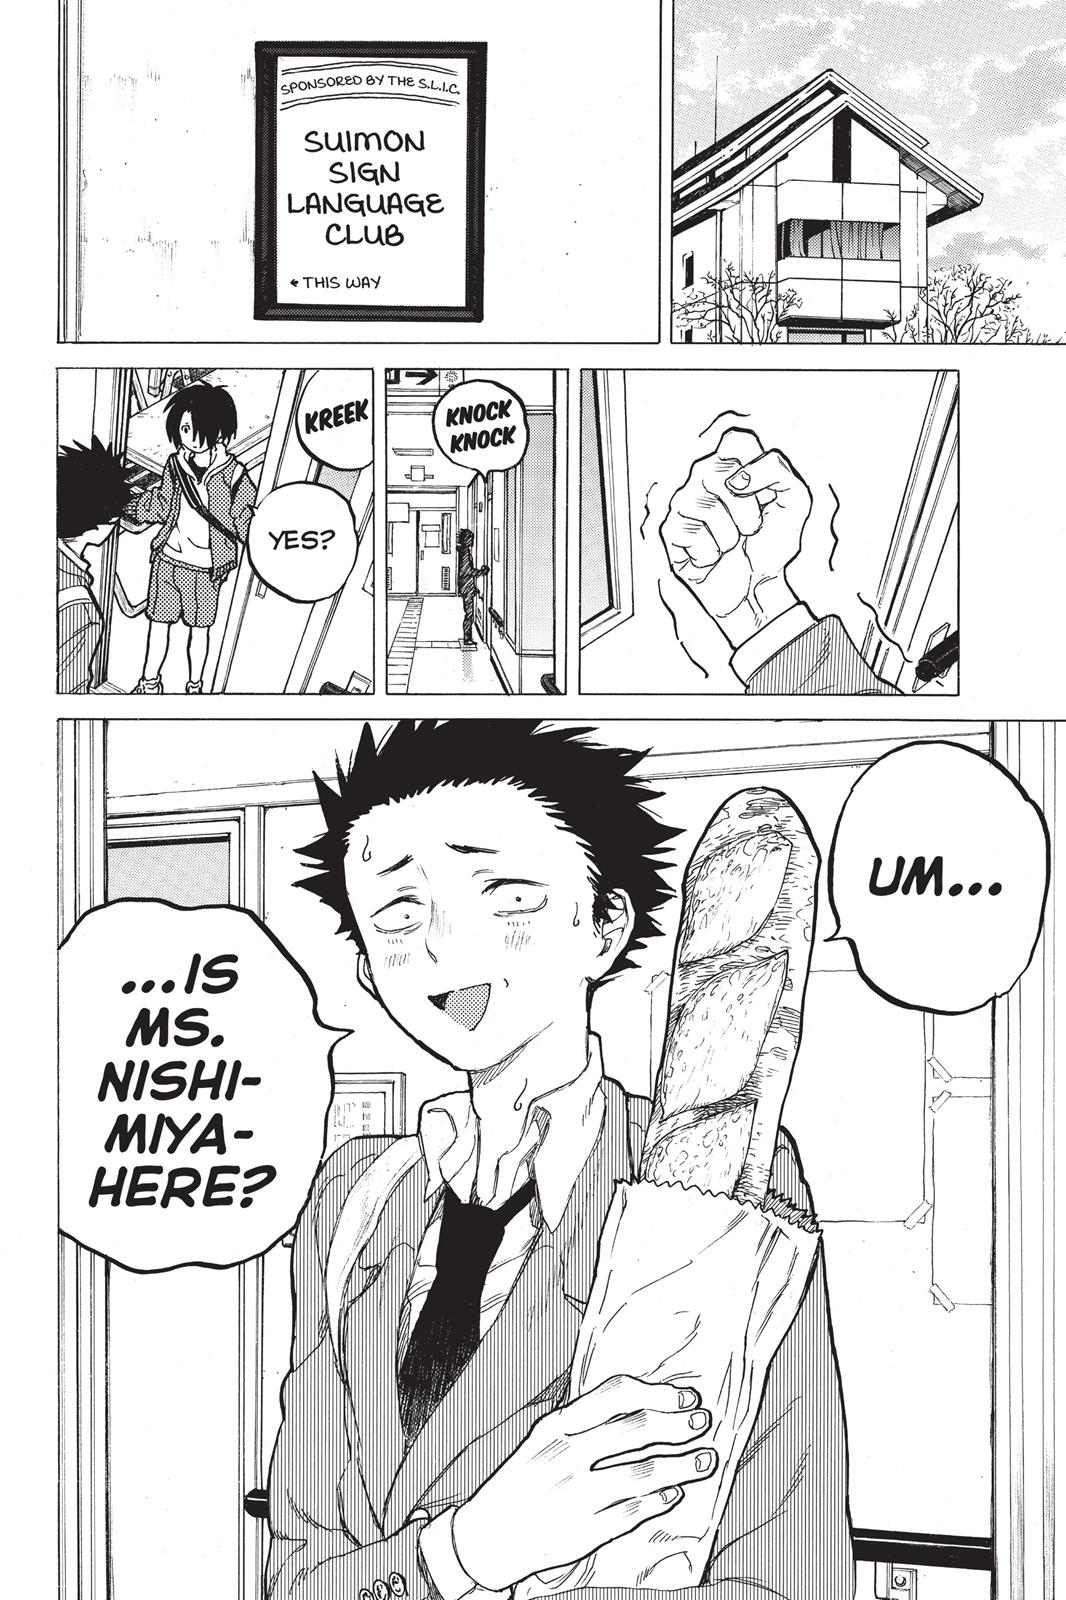 SPONSORED BY THE S.L.I.C.
SUIMON
SIGN
LANGUAGE
CLUB
THIS WAY
KNOCK
KNOCK
KREEK
YES?
UM...
...IS
MS.
NISHI-
MIYA-
HERE?